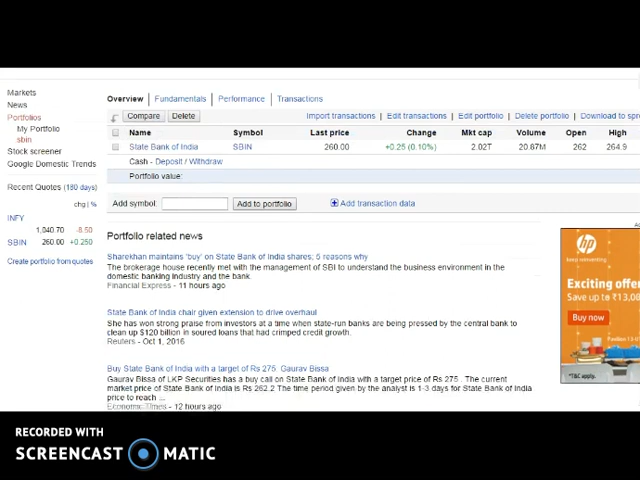 Markets
News
Portfolios
My Portfolio
sbin
Stock screener
Google Domestic Trends
Recent Quotes (180 days)
chg | %
INFY
1,040.70 -8.50
SBIN 260.00 +0.250
Create portfolio from quotes
Overview Fundamentals Performance Transactions
Compare Delete Import transactions Edit transactions Edit portfolio Delete portfolio Download to spre
Name Symbol Last price Change Mkt cap Volume Open High
State Bank of India SBIN 260.00 +0.25 (0.10%) 2.02T 20.87M 262 264.9
Cash - Deposit / Withdraw
Portfolio value:
Add symbol: Add to portfolio Add transaction data
Portfolio related news
Sharekhan maintains 'buy' on State Bank of India shares; 5 reasons why
The brokerage house recently met with the management of SBI to understand the business environment in the
domestic banking industry and the bank
Financial Express - 11 hours ago
State Bank of India chair given extension to drive overhaul
She has won strong praise from investors at a time when state-run banks are being pressed by the central bank to
clean up $120 billion in soured loans that had crimped credit growth.
Reuters - Oct 1, 2016
Buy State Bank of India with a target of Rs 275 Gaurav Bissa
Gaurav Bissa of LKP Securities has a buy call on State Bank of India with a target price of Rs 275 . The current
market price of State Bank of India is Rs 262.2 The time period given by the analyst is 1-3 days for State Bank of India
price to reach ...
Economic Times - 12 hours ago
hp
keep reinventing
Exciting offer
Save up to ₹13,08
Buy now
*T&C apply.
RECORDED WITH
SCREENCAST MATIC